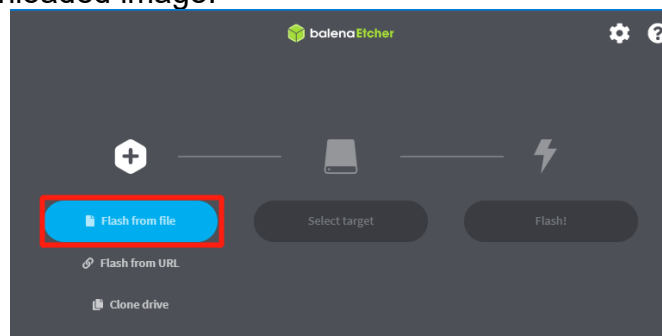 balenaEtcher
Flash from file
Select target
Flash!
Flash from URL
Clone drive